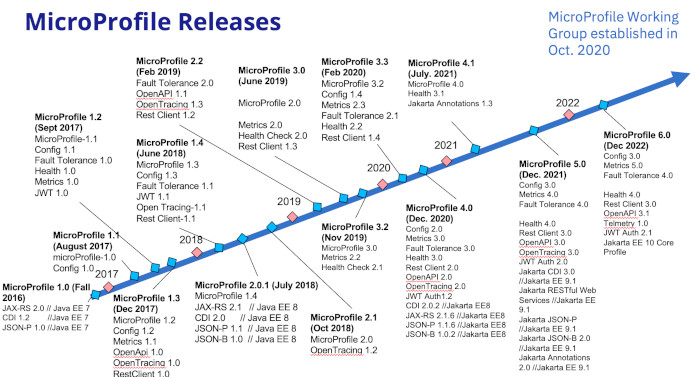 MicroProfile Releases
MicroProfile Working
Group established in
Oct. 2020
MicroProfile 1.0 (Fall
2016)
JAX-RS 2.0 // Java EE 7
CDI 1.2 //Java EE 7
JSON-P 1.0 //Java EE 7
2017
MicroProfile 1.1
(August 2017)
microProfile-1.0
Config 1.0
MicroProfile 1.2
(Sept 2017)
MicroProfile-1.1
Config 1.1
Fault Tolerance 1.0
Health 1.0
Metrics 1.0
JWT 1.0
MicroProfile 1.3
(Dec 2017)
MicroProfile 1.2
Config 1.2
Metrics 1.1
OpenApi 1.0
OpenTracing 1.0
RestClient 1.0
2018
MicroProfile 1.4
(June 2018)
MicroProfile 1.3
Config 1.3
Fault Tolerance 1.1
JWT 1.1
Open Tracing-1.1
Rest Client-1.1
MicroProfile 2.0.1 (July 2018)
MicroProfile 1.4
JAX-RS 2.1 // Java EE 8
CDI 2.0 // Java EE 8
JSON-P 1.1 // Java EE 8
JSON-B 1.0 // Java EE 8
MicroProfile 2.1
(Oct 2018)
MicroProfile 2.0
OpenTracing 1.2
2019
MicroProfile 2.2
(Feb 2019)
Fault Tolerance 2.0
OpenAPI 1.1
OpenTracing 1.3
Rest Client 1.2
MicroProfile 3.0
(June 2019)
MicroProfile 2.0
Metrics 2.0
Health Check 2.0
Rest Client 1.3
MicroProfile 3.2
(Nov 2019)
MicroProfile 3.0
Metrics 2.2
Health Check 2.1
2020
MicroProfile 3.3
(Feb 2020)
MicroProfile 3.2
Config 1.4
Metrics 2.3
Fault Tolerance 2.1
Health 2.2
Rest Client 1.4
MicroProfile 4.0
(Dec. 2020)
Config 2.0
Metrics 3.0
Fault Tolerance 3.0
Health 3.0
Rest Client 2.0
OpenAPI 2.0
OpenTracing 2.0
JWT Auth1.2
CDI 2.0.2 //Jakarta EE8
JAX-RS 2.1.6 //Jakarta EE8
JSON-P 1.1.6 //Jakarta EE8
JSON-B 1.0.2 //Jakarta EE8
2021
MicroProfile 4.1
(July. 2021)
MicroProfile 4.0
Health 3.1
Jakarta Annotations 1.3
MicroProfile 5.0
(Dec. 2021)
Config 3.0
Metrics 4.0
Fault Tolerance 4.0
Health 4.0
Rest Client 3.0
OpenAPI 3.0
OpenTracing 3.0
JWT Auth 2.0
Jakarta CDI 3.0
//Jakarta EE 9.1
Jakarta RESTful Web
Services //Jakarta EE
9.1
Jakarta JSON-P
//Jakarta EE 9.1
Jakarta JSON-B 2.0
//Jakarta EE 9.1
Jakarta Annotations
2.0 //Jakarta EE 9.1
2022
MicroProfile 6.0
(Dec 2022)
Config 3.0
Metrics 5.0
Fault Tolerance 4.0
Health 4.0
Rest Client 3.0
OpenAPI 3.1
Telmetry 1.0
JWT Auth 2.1
Jakarta EE 10 Core
Profile